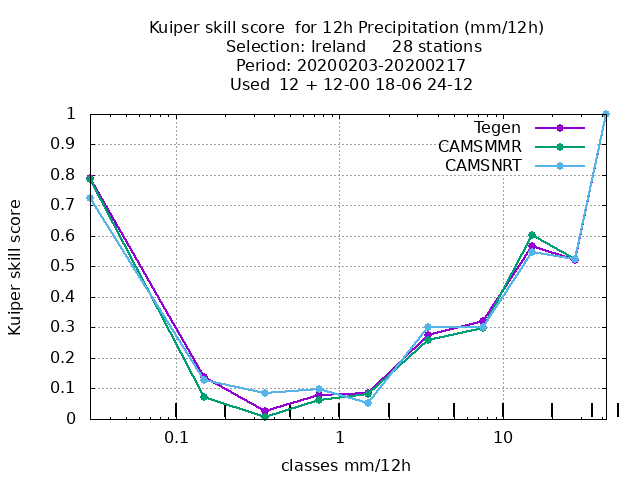 Kuiper skill score  for 12h Precipitation (mm/12h)
Selection: Ireland     28 stations
Period: 20200203-20200217
Used  12 + 12-00 18-06 24-12
Tegen
CAMSMMR
CAMSNRT
1
0.9
0.8
0.7
0.6
0.5
0.4
0.3
0.2
0.1
0
Kuiper skill score
0.1 1 10
classes mm/12h